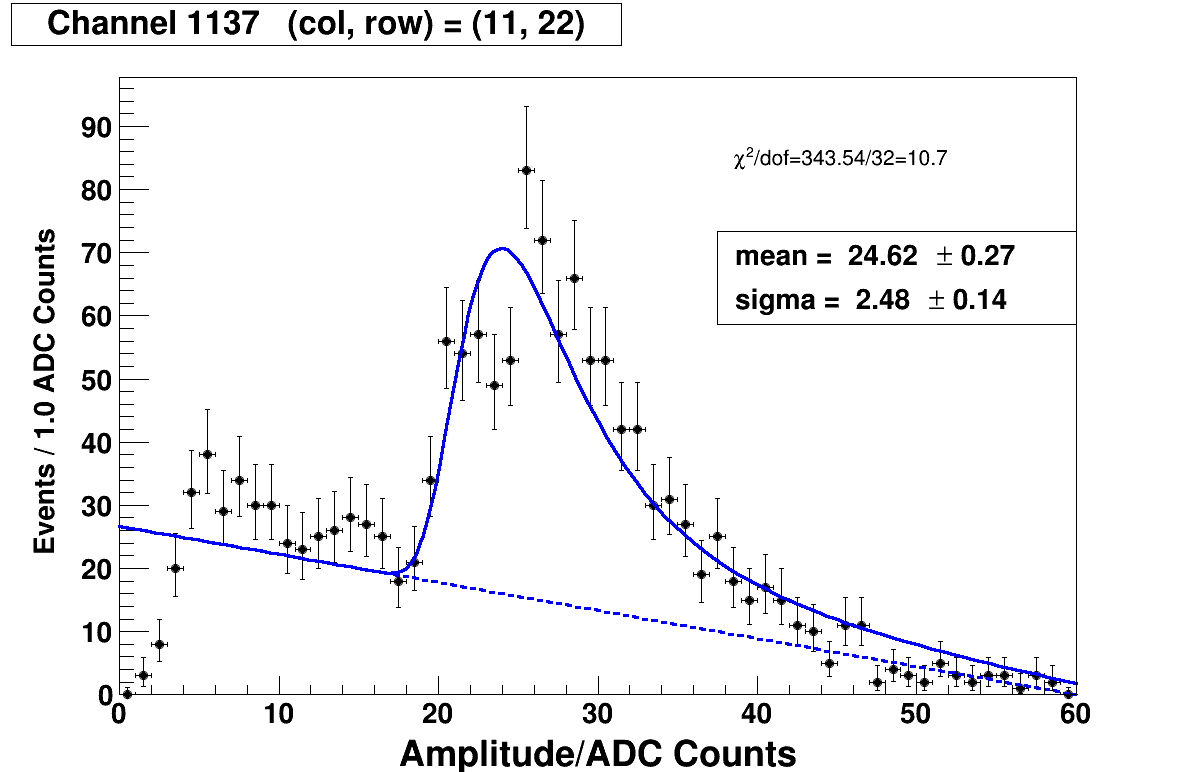 Channel 1137 (col, row) = (11, 22)
χ²/dof=343.54/32=10.7
mean = 24.62 ± 0.27
sigma = 2.48 ± 0.14
Events / 1.0 ADC Counts
90
80
70
60
50
40
30
20
10
0
0 10 20 30 40 50 60
Amplitude/ADC Counts